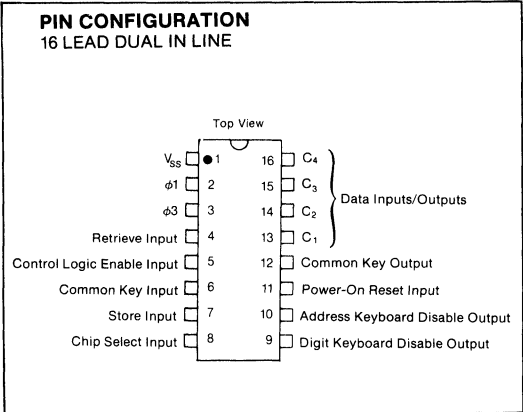 PIN CONFIGURATION
16 LEAD DUAL IN LINE
Top View
V_SS 1 16 C4
ϕ1 2 15 C3
ϕ3 3 14 C2
Data Inputs/Outputs
Retrieve Input 4 13 C1
Control Logic Enable Input 5 12 Common Key Output
Common Key Input 6 11 Power-On Reset Input
Store Input 7 10 Address Keyboard Disable Output
Chip Select Input 8 9 Digit Keyboard Disable Output